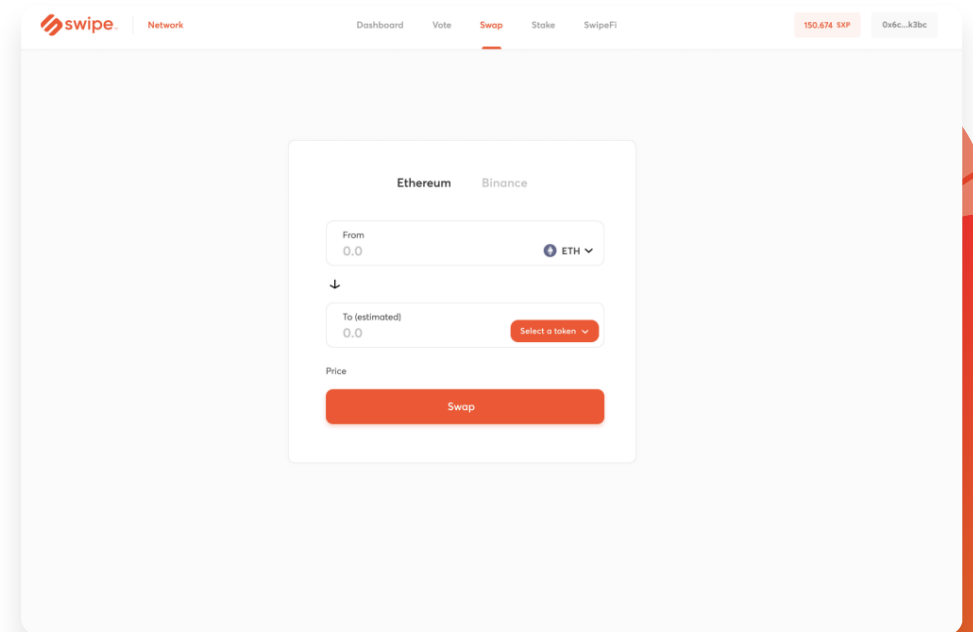 swipe Network Dashboard Vote Swap Stake SwipeFi 150.674 SXP 0x6c...k3bc
Ethereum Binance
From
0.0 ETH
To (estimated)
0.0 Select a token
Price
Swap